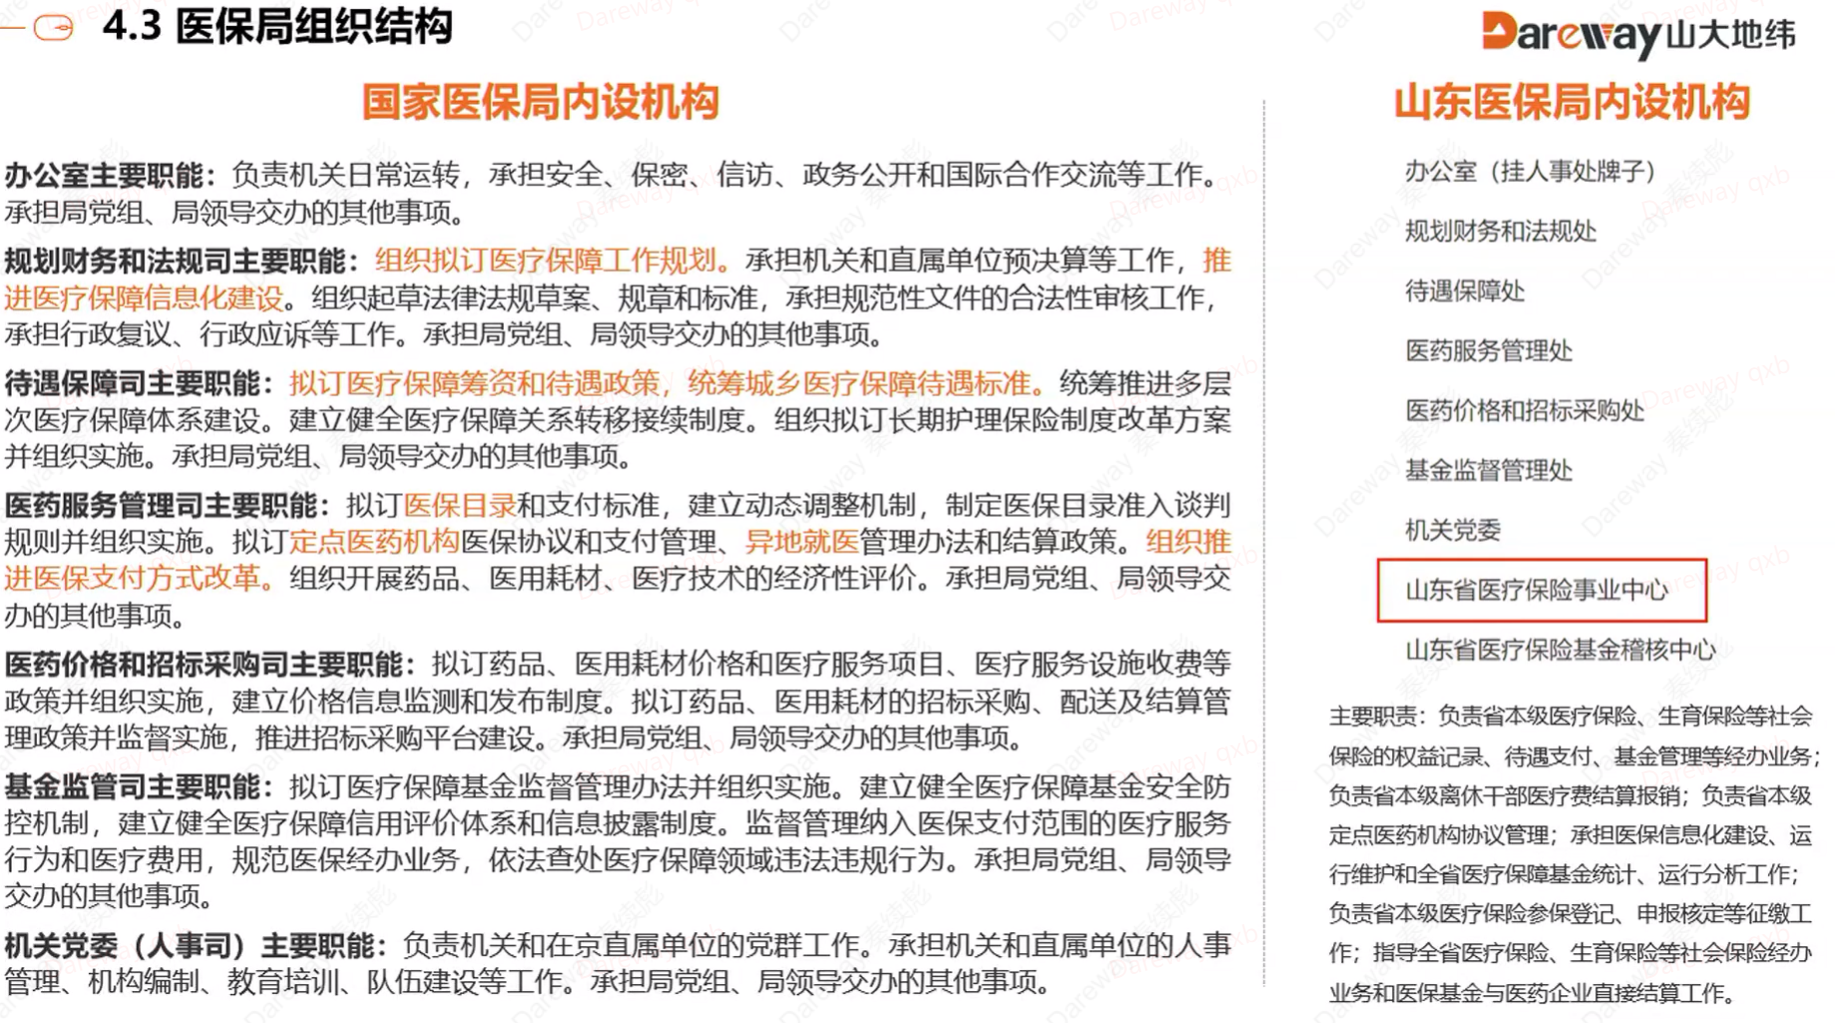 4.3 医保局组织结构
Dareway山大地纬
国家医保局内设机构
办公室主要职能：负责机关日常运转，承担安全、保密、信访、政务公开和国际合作交流等工作。
承担局党组、局领导交办的其他事项。
规划财务和法规司主要职能：组织拟订医疗保障工作规划。承担机关和直属单位预决算等工作，推
进医疗保障信息化建设。组织起草法律法规草案、规章和标准，承担规范性文件的合法性审核工作，
承担行政复议、行政应诉等工作。承担局党组、局领导交办的其他事项。
待遇保障司主要职能：拟订医疗保障筹资和待遇政策，统筹城乡医疗保障待遇标准。统筹推进多层
次医疗保障体系建设。建立健全医疗保障关系转移接续制度。组织拟订长期护理保险制度改革方案
并组织实施。承担局党组、局领导交办的其他事项。
医药服务管理司主要职能：拟订医保目录和支付标准，建立动态调整机制，制定医保目录准入谈判
规则并组织实施。拟订定点医药机构医保协议和支付管理、异地就医管理办法和结算政策。组织推
进医保支付方式改革。组织开展药品、医用耗材、医疗技术的经济性评价。承担局党组、局领导交
办的其他事项。
医药价格和招标采购司主要职能：拟订药品、医用耗材价格和医疗服务项目、医疗服务设施收费等
政策并组织实施，建立价格信息监测和发布制度。拟订药品、医用耗材的招标采购、配送及结算管
理政策并监督实施，推进招标采购平台建设。承担局党组、局领导交办的其他事项。
基金监管司主要职能：拟订医疗保障基金监督管理办法并组织实施。建立健全医疗保障基金安全防
控机制，建立健全医疗保障信用评价体系和信息披露制度。监督管理纳入医保支付范围的医疗服务
行为和医疗费用，规范医保经办业务，依法查处医疗保障领域违法违规行为。承担局党组、局领导
交办的其他事项。
机关党委（人事司）主要职能：负责机关和在京直属单位的党群工作。承担机关和直属单位的人事
管理、机构编制、教育培训、队伍建设等工作。承担局党组、局领导交办的其他事项。
山东医保局内设机构
办公室（挂人事处牌子）
规划财务和法规处
待遇保障处
医药服务管理处
医药价格和招标采购处
基金监督管理处
机关党委
山东省医疗保险事业中心
山东省医疗保险基金稽核中心
主要职责：负责省本级医疗保险、生育保险等社会
保险的权益记录、待遇支付、基金管理等经办业务；
负责省本级离休干部医疗费结算报销；负责省本级
定点医药机构协议管理；承担医保信息化建设、运
行维护和全省医疗保障基金统计、运行分析工作；
负责省本级医疗保险参保登记、申报核定等征缴工
作；指导全省医疗保险、生育保险等社会保险经办
业务和医保基金与医药企业直接结算工作。